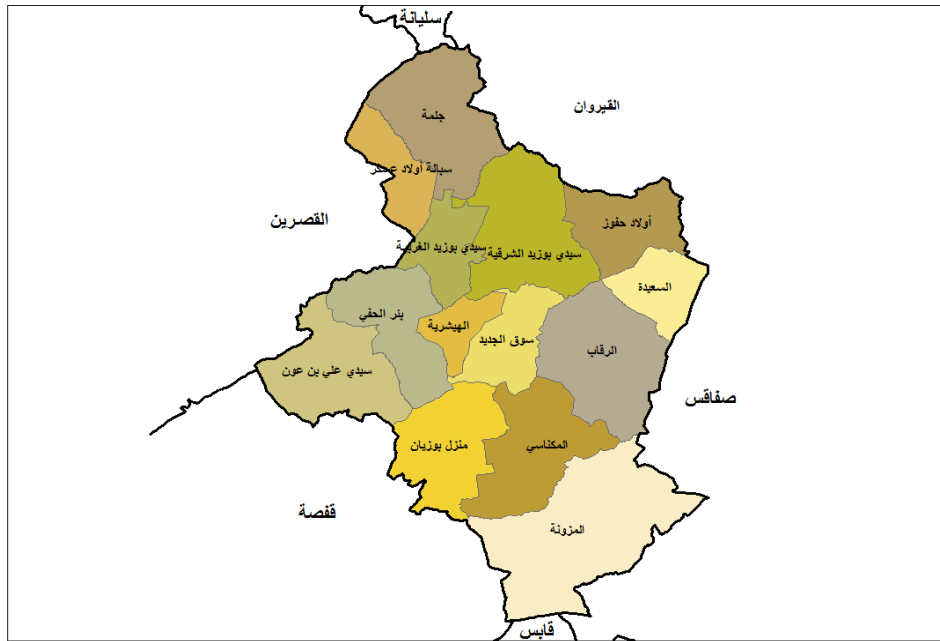 سليانة
القيروان
جلمة
سبالة أولاد عسكر
القصرين
أولاد حفوز
سيدي بوزيد الغربية
سيدي بوزيد الشرقية
السعيدة
بئر الحفي
الهيشرية
سوق الجديد
الرقاب
سيدي علي بن عون
صفاقس
منزل بوزيان
المكناسي
قفصة
المزونة
قابس